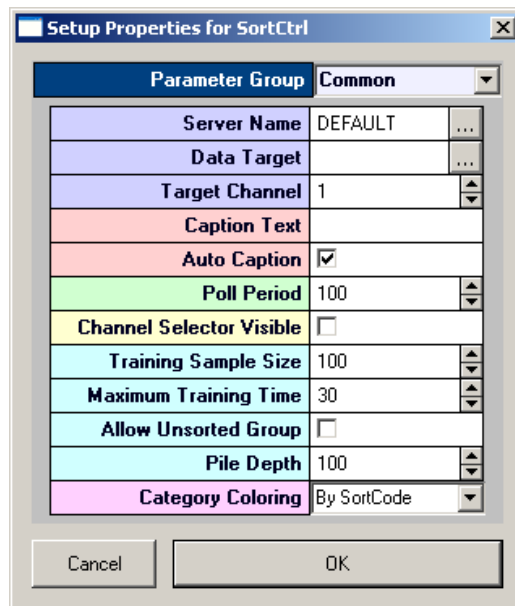 Setup Properties for SortCtrl
Parameter Group Common
Server Name DEFAULT ...
Data Target ...
Target Channel 1
Caption Text
Auto Caption
Poll Period 100
Channel Selector Visible
Training Sample Size 100
Maximum Training Time 30
Allow Unsorted Group
Pile Depth 100
Category Coloring By SortCode
Cancel OK